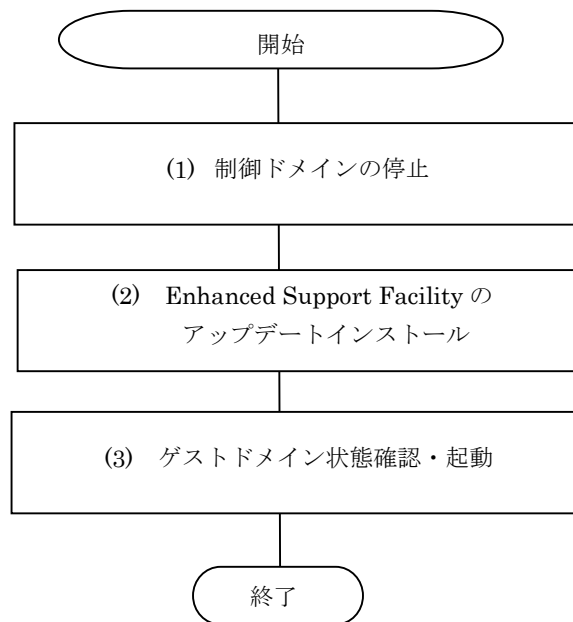 開始
(1) 制御ドメインの停止
(2) Enhanced Support Facility の
アップデートインストール
(3) ゲストドメイン状態確認・起動
終了